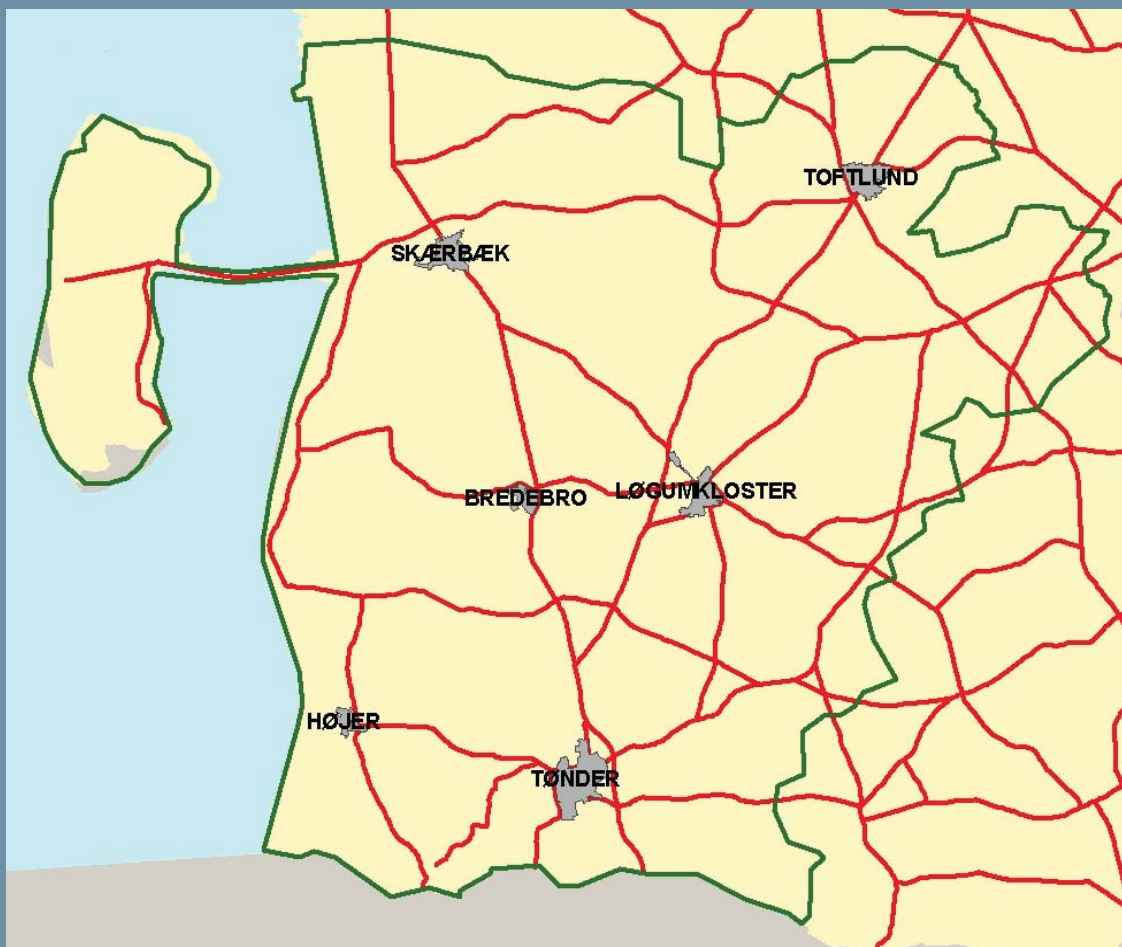 TOFTLUND
SKÆRBÆK
BREDEBRO
LØGUMKLOSTER
HØJER
TØNDER